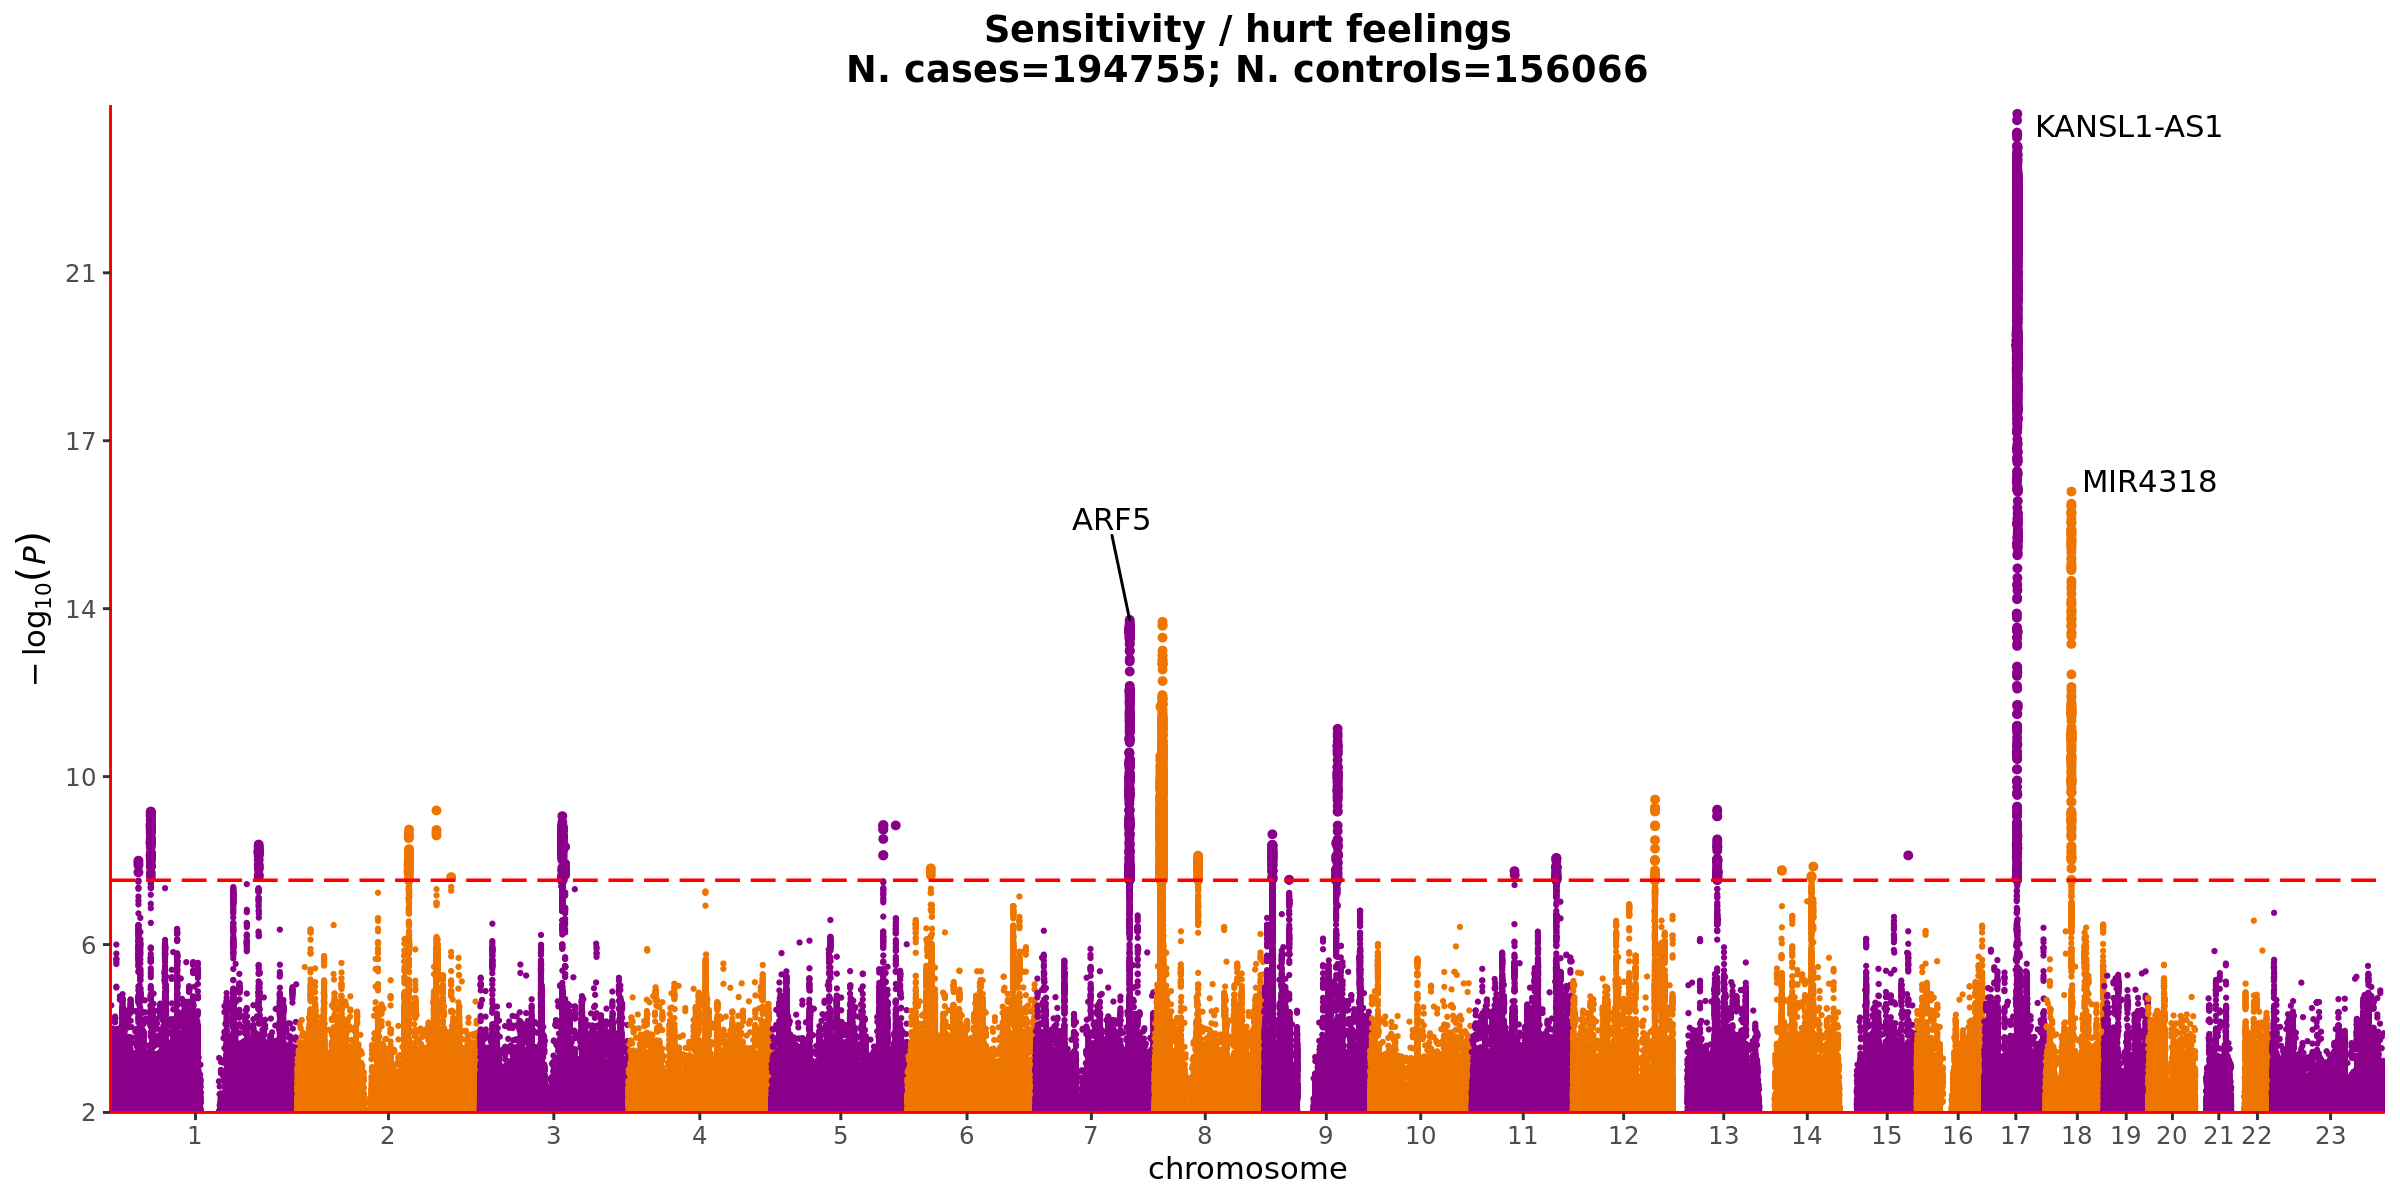 Sensitivity / hurt feelings
N. cases=194755; N. controls=156066
KANSL1-AS1
MIR4318
ARF5
21
17
14
10
6
2
−log10(P)
1 2 3 4 5 6 7 8 9 10 11 12 13 14 15 16 17 18 19 20 21 22 23
chromosome